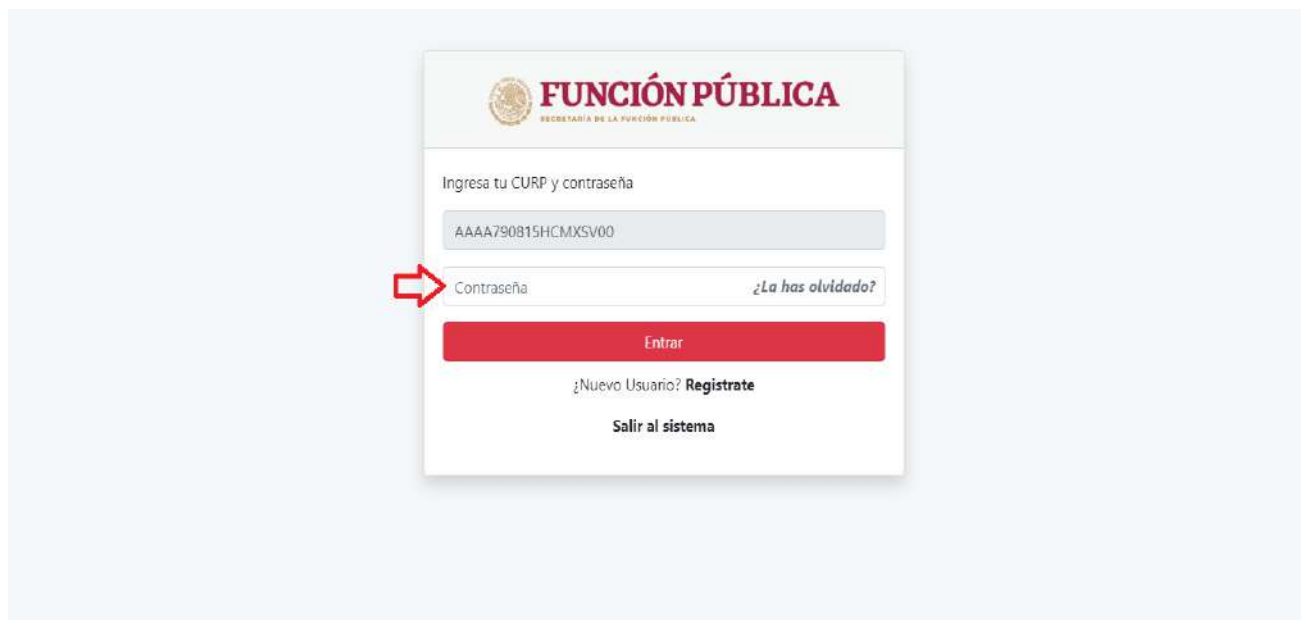 FUNCIÓN PÚBLICA
SECRETARÍA DE LA FUNCIÓN PÚBLICA
Ingresa tu CURP y contraseña
AAAA790815HCMXSV00
Contraseña ¿La has olvidado?
Entrar
¿Nuevo Usuario? Registrate
Salir al sistema